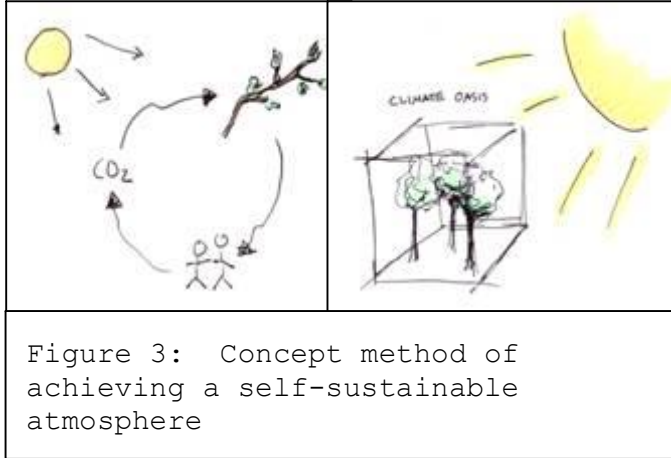 CO2
CLIMATE OASIS
Figure 3:  Concept method of
achieving a self-sustainable
atmosphere